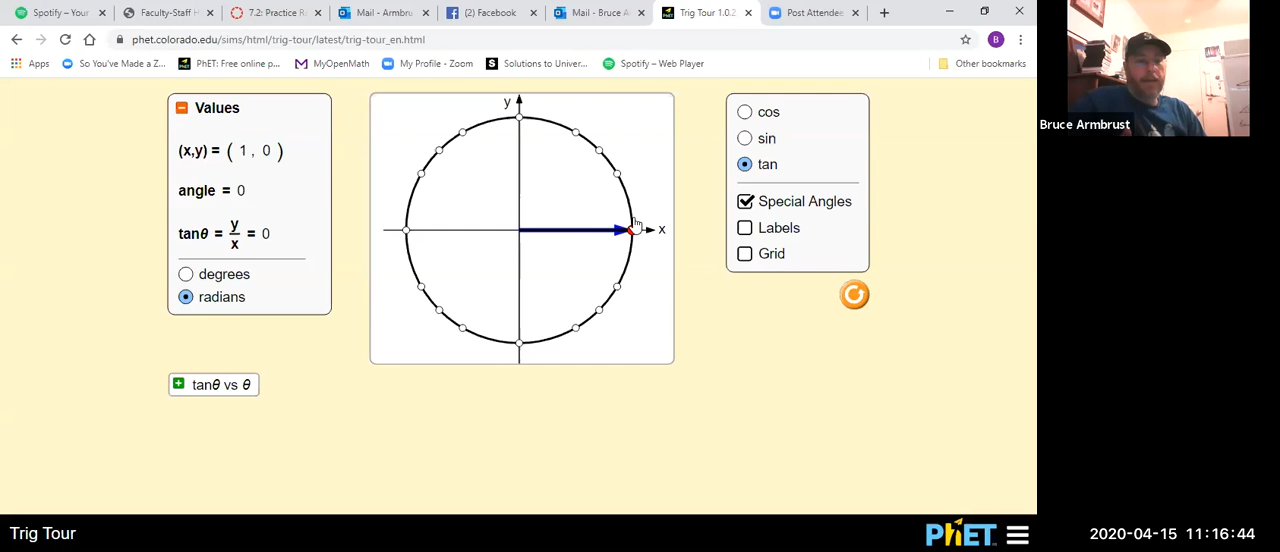 Spotify – Your
Faculty-Staff H
7.2: Practice R
Mail - Armbru
(2) Facebook
Mail - Bruce A
Trig Tour 1.0.2
Post Attendee
phet.colorado.edu/sims/html/trig-tour/latest/trig-tour_en.html
B
Apps
So You've Made a Z...
PhET: Free online p...
MyOpenMath
My Profile - Zoom
Solutions to Univer...
Spotify – Web Player
Other bookmarks
Bruce Armbrust
Values
(x,y) = ( 1 , 0 )
angle = 0
tanθ = y/x = 0
degrees
radians
y
x
cos
sin
tan
Special Angles
Labels
Grid
tanθ vs θ
Trig Tour
PhET
2020-04-15 11:16:44